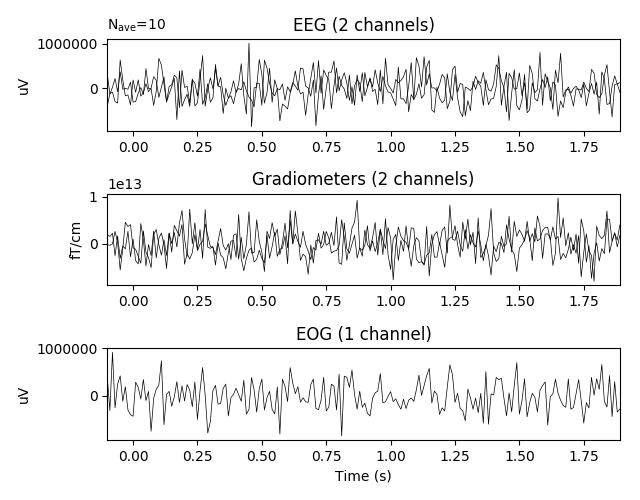 N_ave=10
EEG (2 channels)
1000000
0
uV
0.00 0.25 0.50 0.75 1.00 1.25 1.50 1.75
1e13
Gradiometers (2 channels)
1
0
fT/cm
0.00 0.25 0.50 0.75 1.00 1.25 1.50 1.75
EOG (1 channel)
1000000
0
uV
0.00 0.25 0.50 0.75 1.00 1.25 1.50 1.75
Time (s)